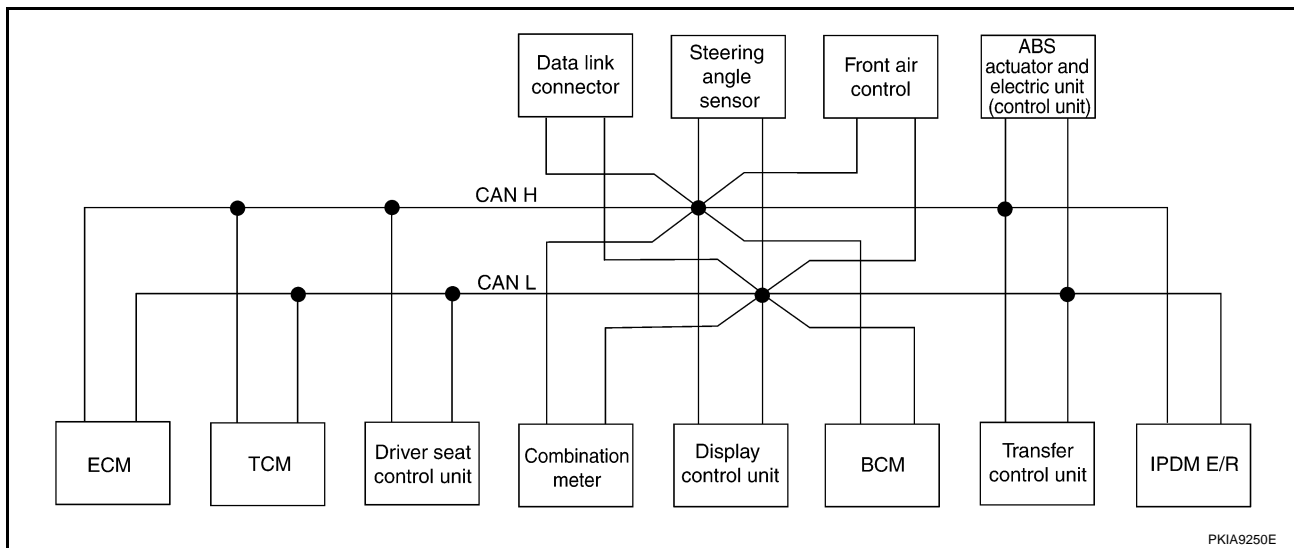 Data link
connector
Steering
angle
sensor
Front air
control
ABS
actuator and
electric unit
(control unit)
CAN H
CAN L
ECM
TCM
Driver seat
control unit
Combination
meter
Display
control unit
BCM
Transfer
control unit
IPDM E/R
PKIA9250E